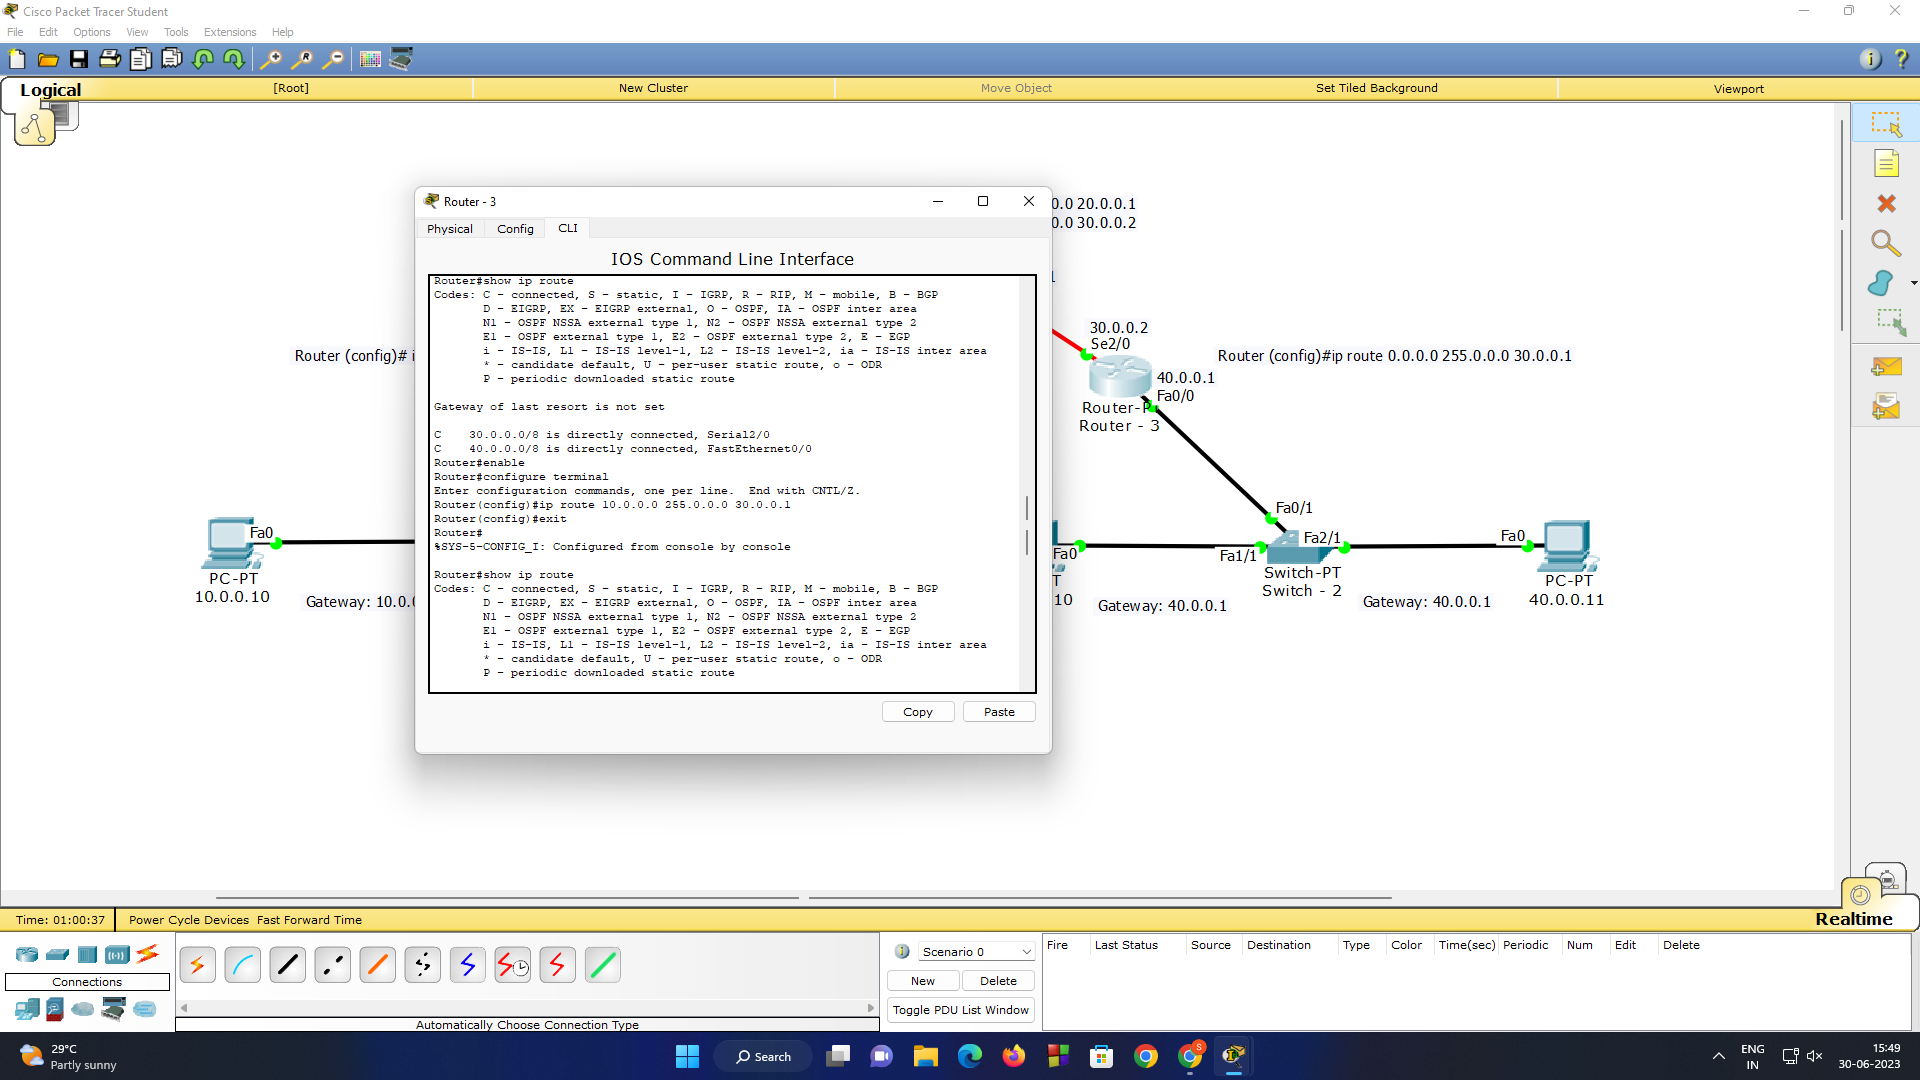 Cisco Packet Tracer Student
File Edit Options View Tools Extensions Help
Logical [Root] New Cluster Move Object Set Tiled Background Viewport
0.0 20.0.0.1
0.0 30.0.0.2
Router - 3
Physical Config CLI
IOS Command Line Interface
Router#show ip route
Codes: C - connected, S - static, I - IGRP, R - RIP, M - mobile, B - BGP
D - EIGRP, EX - EIGRP external, O - OSPF, IA - OSPF inter area
N1 - OSPF NSSA external type 1, N2 - OSPF NSSA external type 2
E1 - OSPF external type 1, E2 - OSPF external type 2, E - EGP
i - IS-IS, L1 - IS-IS level-1, L2 - IS-IS level-2, ia - IS-IS inter area
* - candidate default, U - per-user static route, o - ODR
P - periodic downloaded static route
Gateway of last resort is not set
C    30.0.0.0/8 is directly connected, Serial2/0
C    40.0.0.0/8 is directly connected, FastEthernet0/0
Router#enable
Router#configure terminal
Enter configuration commands, one per line.  End with CNTL/Z.
Router(config)#ip route 10.0.0.0 255.0.0.0 30.0.0.1
Router(config)#exit
Router#
%SYS-5-CONFIG_I: Configured from console by console
Router#show ip route
Codes: C - connected, S - static, I - IGRP, R - RIP, M - mobile, B - BGP
D - EIGRP, EX - EIGRP external, O - OSPF, IA - OSPF inter area
N1 - OSPF NSSA external type 1, N2 - OSPF NSSA external type 2
E1 - OSPF external type 1, E2 - OSPF external type 2, E - EGP
i - IS-IS, L1 - IS-IS level-1, L2 - IS-IS level-2, ia - IS-IS inter area
* - candidate default, U - per-user static route, o - ODR
P - periodic downloaded static route
Copy Paste
Router (config)# i
30.0.0.2
Se2/0
Router (config)#ip route 0.0.0.0 255.0.0.0 30.0.0.1
40.0.0.1
Fa0/0
Router-P
Router - 3
Fa0
PC-PT
10.0.0.10
Gateway: 10.0.0
Fa0
T
10
Gateway: 40.0.0.1
Fa0/1
Fa1/1
Fa2/1
Switch-PT
Switch - 2
Gateway: 40.0.0.1
Fa0
PC-PT
40.0.0.11
Time: 01:00:37 Power Cycle Devices Fast Forward Time
Realtime
Connections
Automatically Choose Connection Type
Scenario 0
New Delete
Toggle PDU List Window
Fire Last Status Source Destination Type Color Time(sec) Periodic Num Edit Delete
29°C
Partly sunny
Search
S
ENG
IN
15:49
30-06-2023